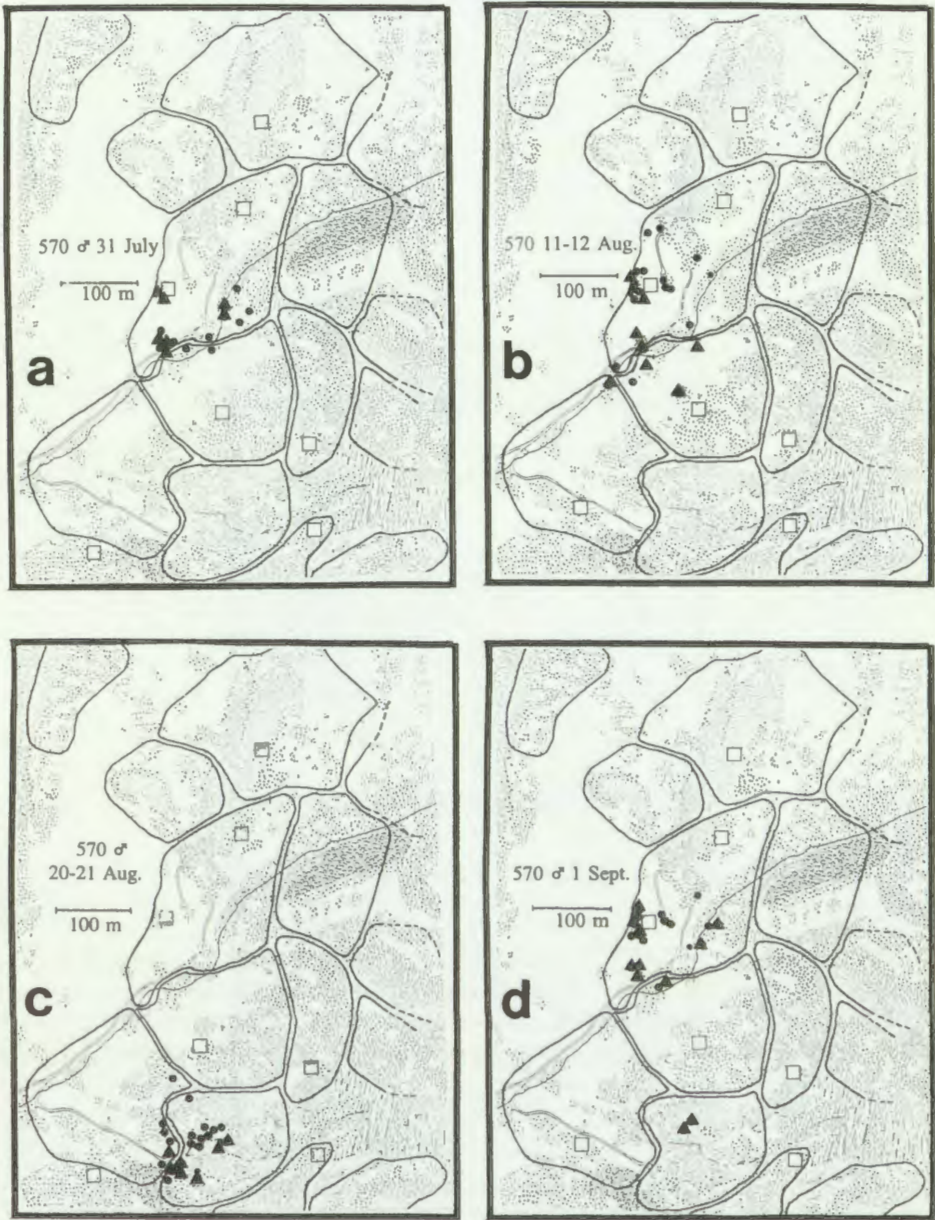 570 ♂ 31 July
100 m
a
570 11-12 Aug.
100 m
b
570 ♂
20-21 Aug.
100 m
c
570 ♂ 1 Sept.
100 m
d